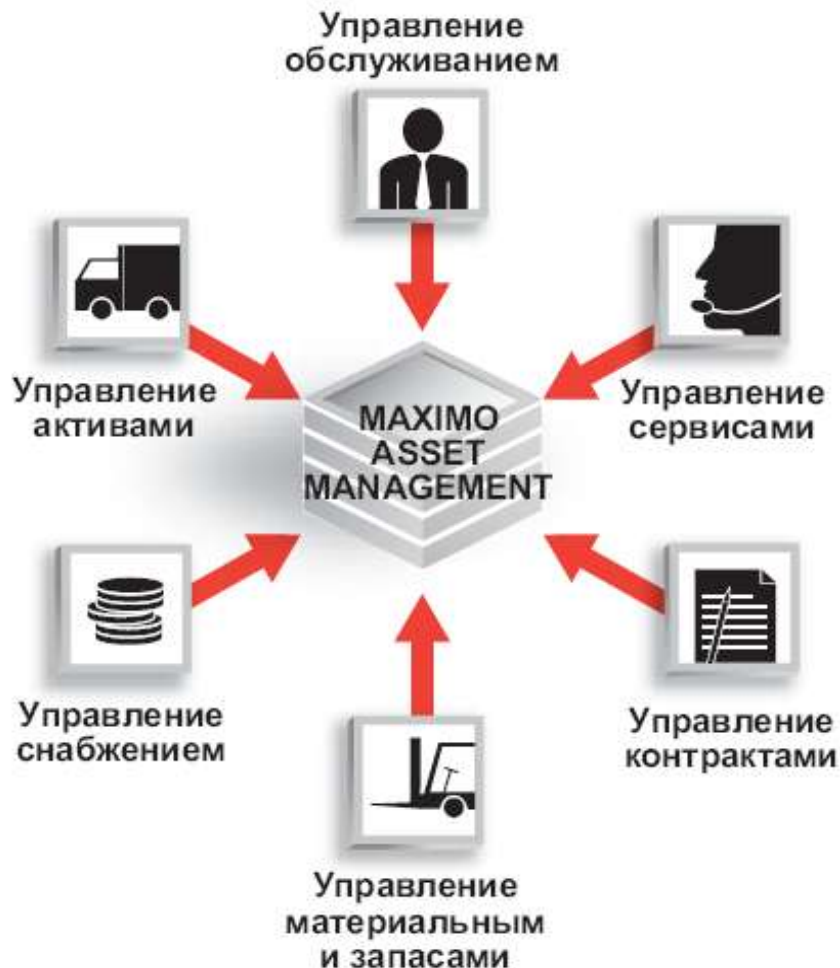 Управление
обслуживанием
Управление
активами
Управление
сервисами
MAXIMO
ASSET
MANAGEMENT
Управление
снабжением
Управление
контрактами
Управление
материальным
и запасами